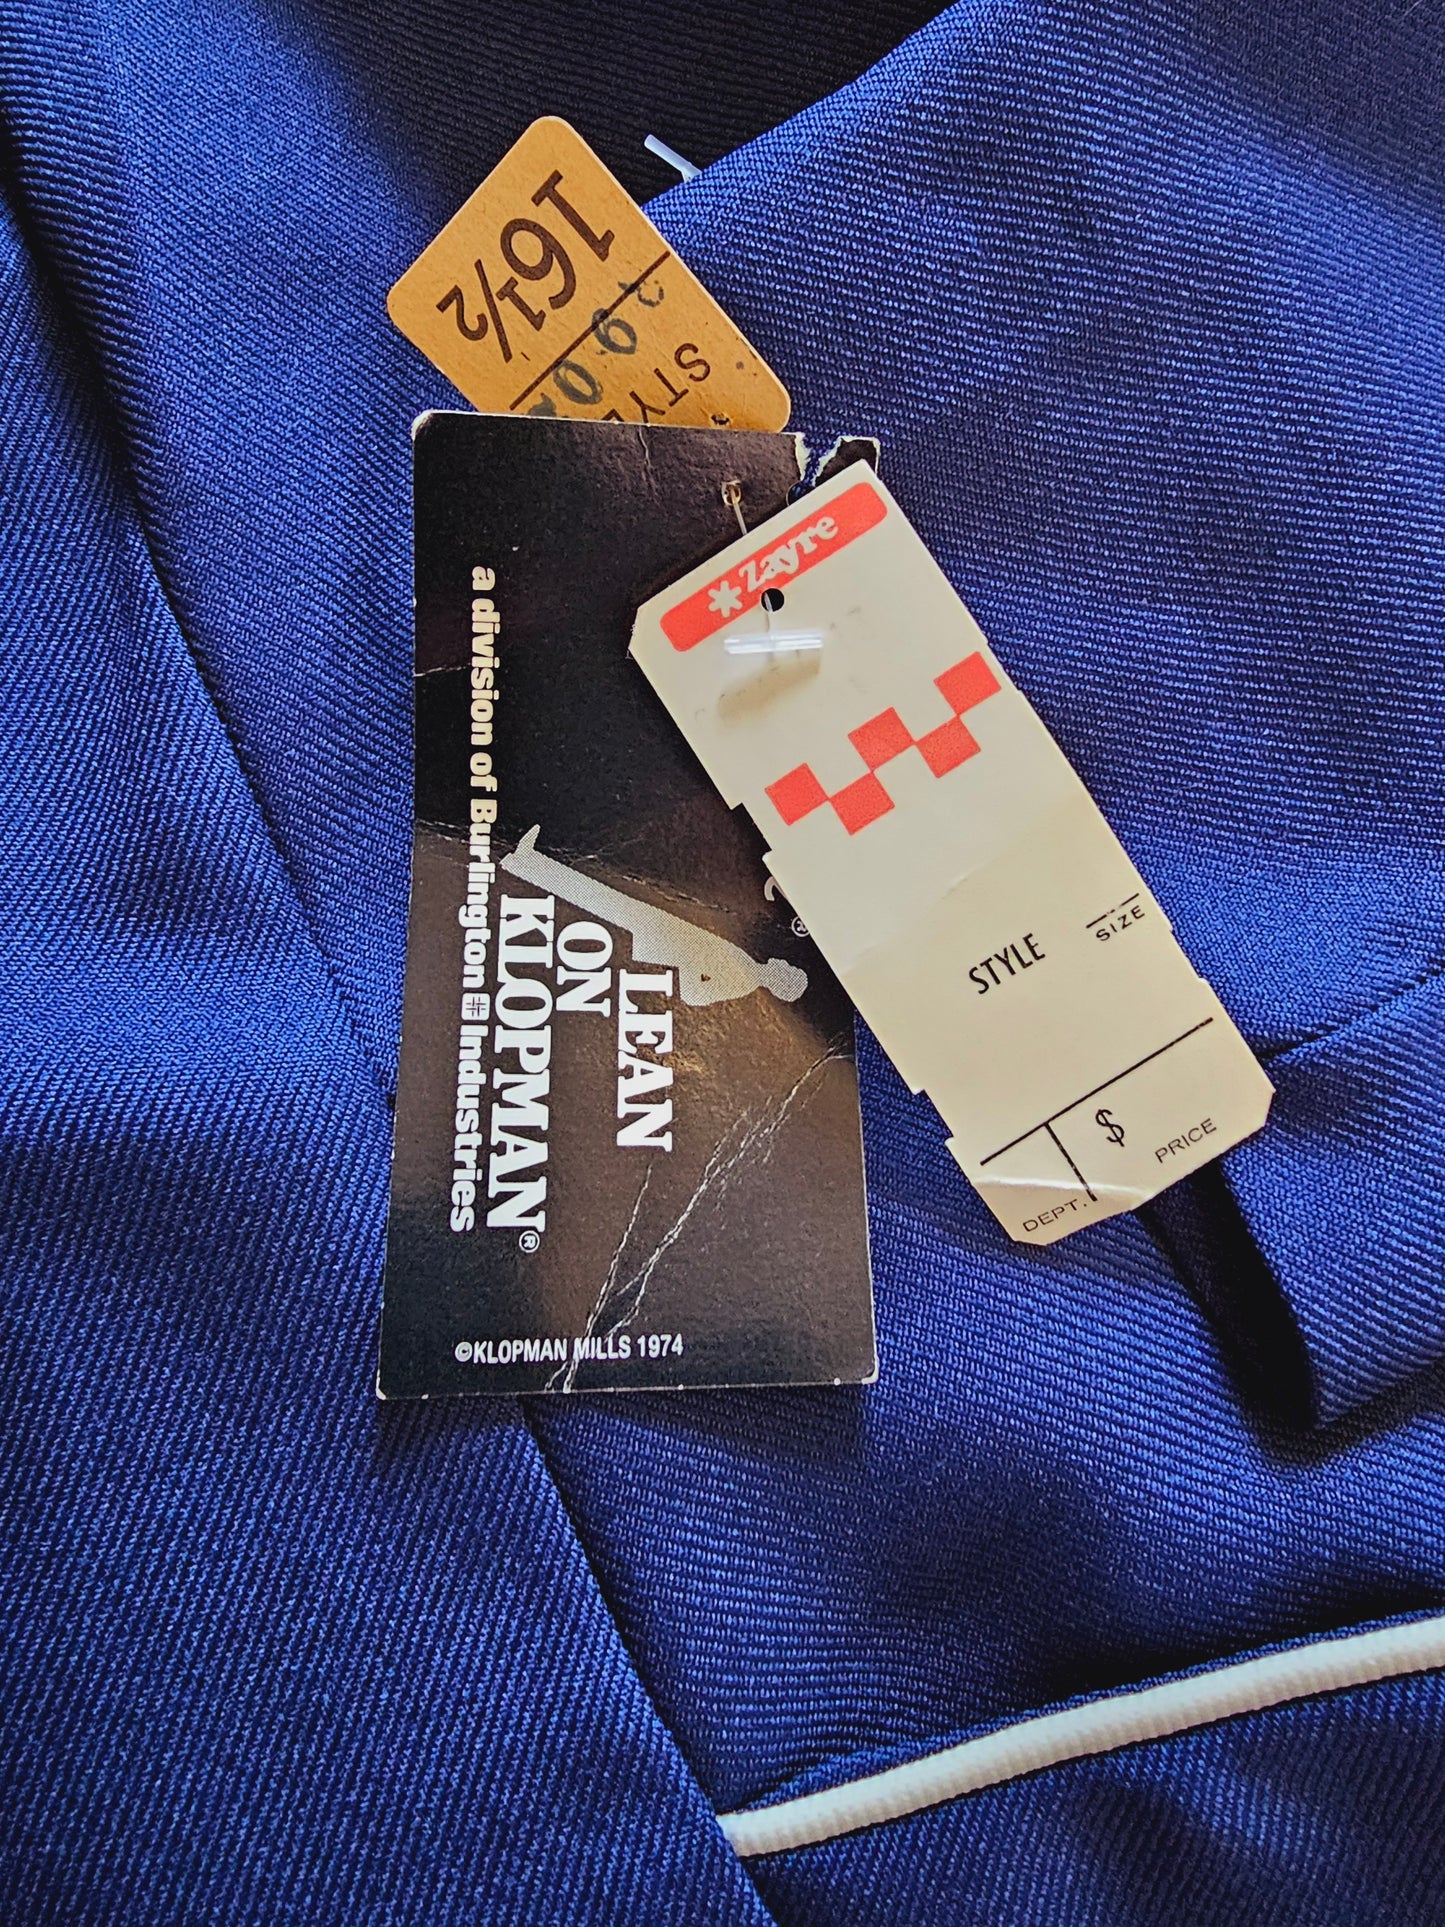 16½
STYLE
zayre
STYLE
SIZE
$
DEPT.
PRICE
LEAN
ON
KLOPMAN®
a division of Burlington Industries
©KLOPMAN MILLS 1974